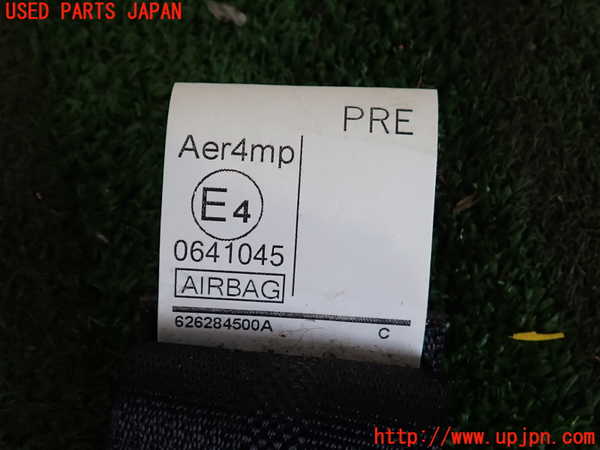 USED PARTS JAPAN
PRE
Aer4mp
E4
0641045
AIRBAG
626284500A
C
http://www.upjpn.com/